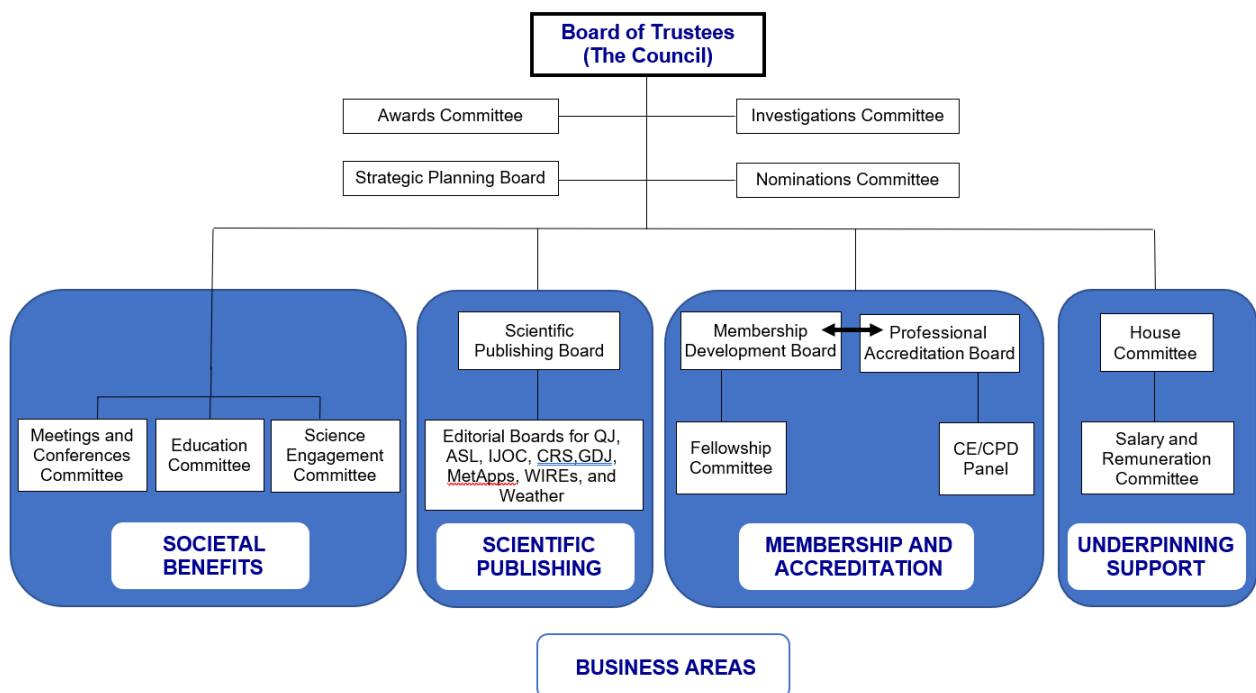 Board of Trustees
(The Council)
Awards Committee
Investigations Committee
Strategic Planning Board
Nominations Committee
Scientific
Publishing Board
Membership
Development Board
Professional
Accreditation Board
House
Committee
Meetings and
Conferences
Committee
Education
Committee
Science
Engagement
Committee
Editorial Boards for QJ,
ASL, IJOC, CRS,GDJ,
MetApps, WIREs, and
Weather
Fellowship
Committee
CE/CPD
Panel
Salary and
Remuneration
Committee
SOCIETAL
BENEFITS
SCIENTIFIC
PUBLISHING
MEMBERSHIP AND
ACCREDITATION
UNDERPINNING
SUPPORT
BUSINESS AREAS